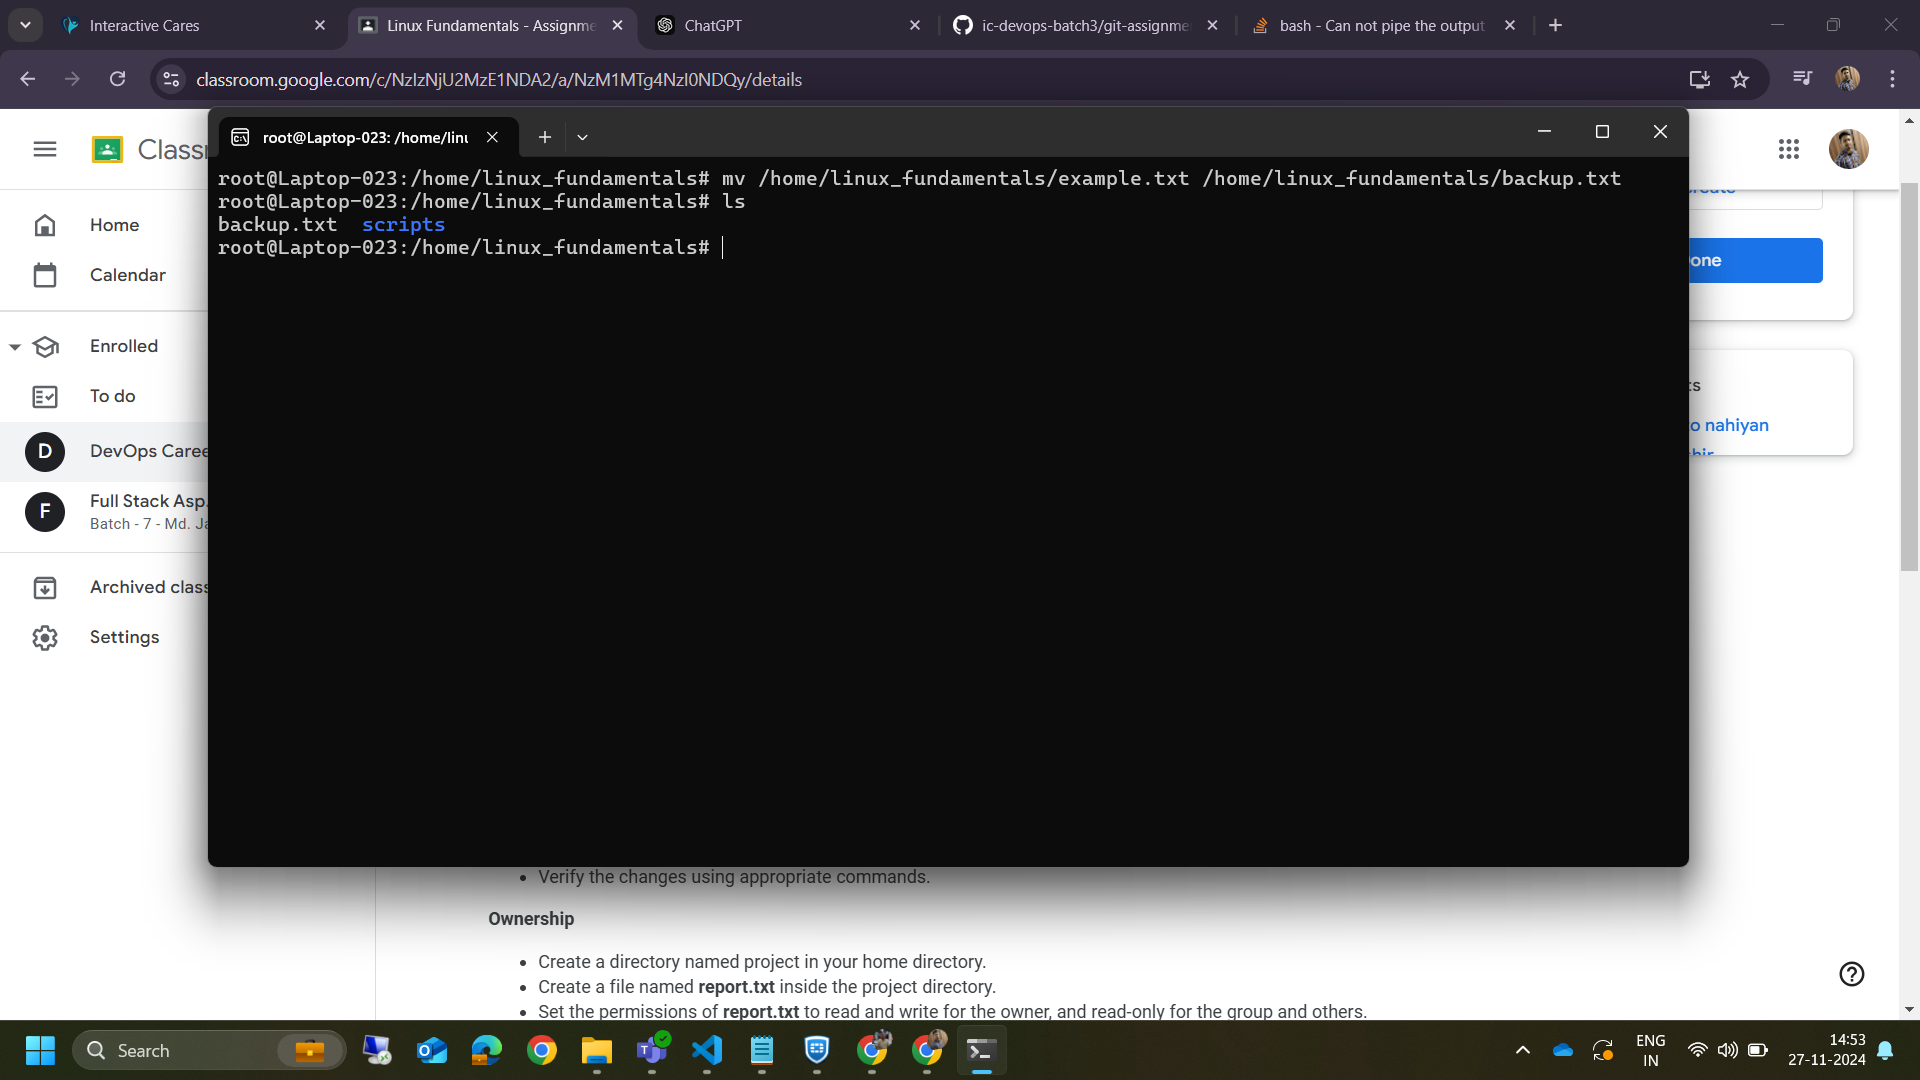 Interactive Cares
Linux Fundamentals - Assignme
ChatGPT
ic-devops-batch3/git-assignme
bash - Can not pipe the output
classroom.google.com/c/NzIzNjU2MzE1NDA2/a/NzM1MTg4NzI0NDQy/details
root@Laptop-023: /home/linu
Classr
root@Laptop-023:/home/linux_fundamentals# mv /home/linux_fundamentals/example.txt /home/linux_fundamentals/backup.txt
root@Laptop-023:/home/linux_fundamentals# ls
backup.txt scripts
root@Laptop-023:/home/linux_fundamentals#
Home
Calendar
Enrolled
To do
D
DevOps Caree
F
Full Stack Asp.
Batch - 7 - Md. Ja
Archived class
Settings
one
ts
o nahiyan
Verify the changes using appropriate commands.
Ownership
Create a directory named project in your home directory.
Create a file named report.txt inside the project directory.
Set the permissions of report.txt to read and write for the owner, and read-only for the group and others.
Search
ENG
IN
14:53
27-11-2024